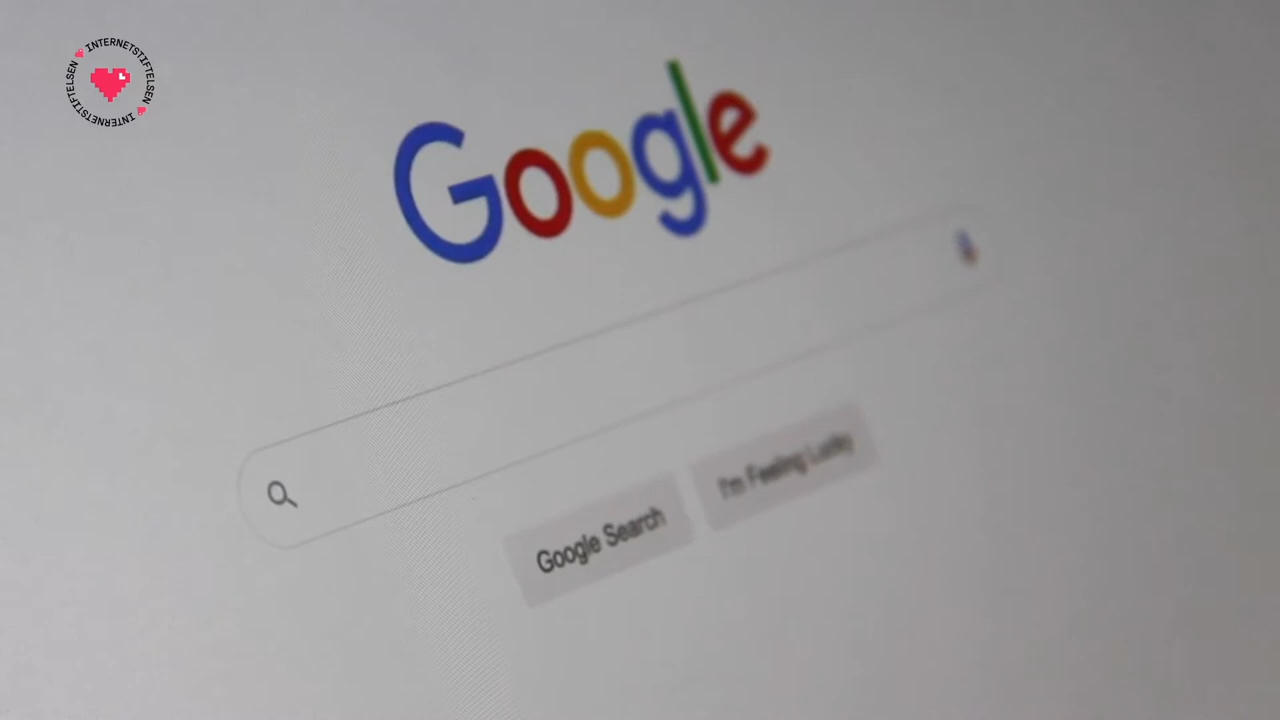 INTERNETSTIFTELSEN
INTERNETSTIFTELSEN
Google
Google Search
I'm Feeling Lucky